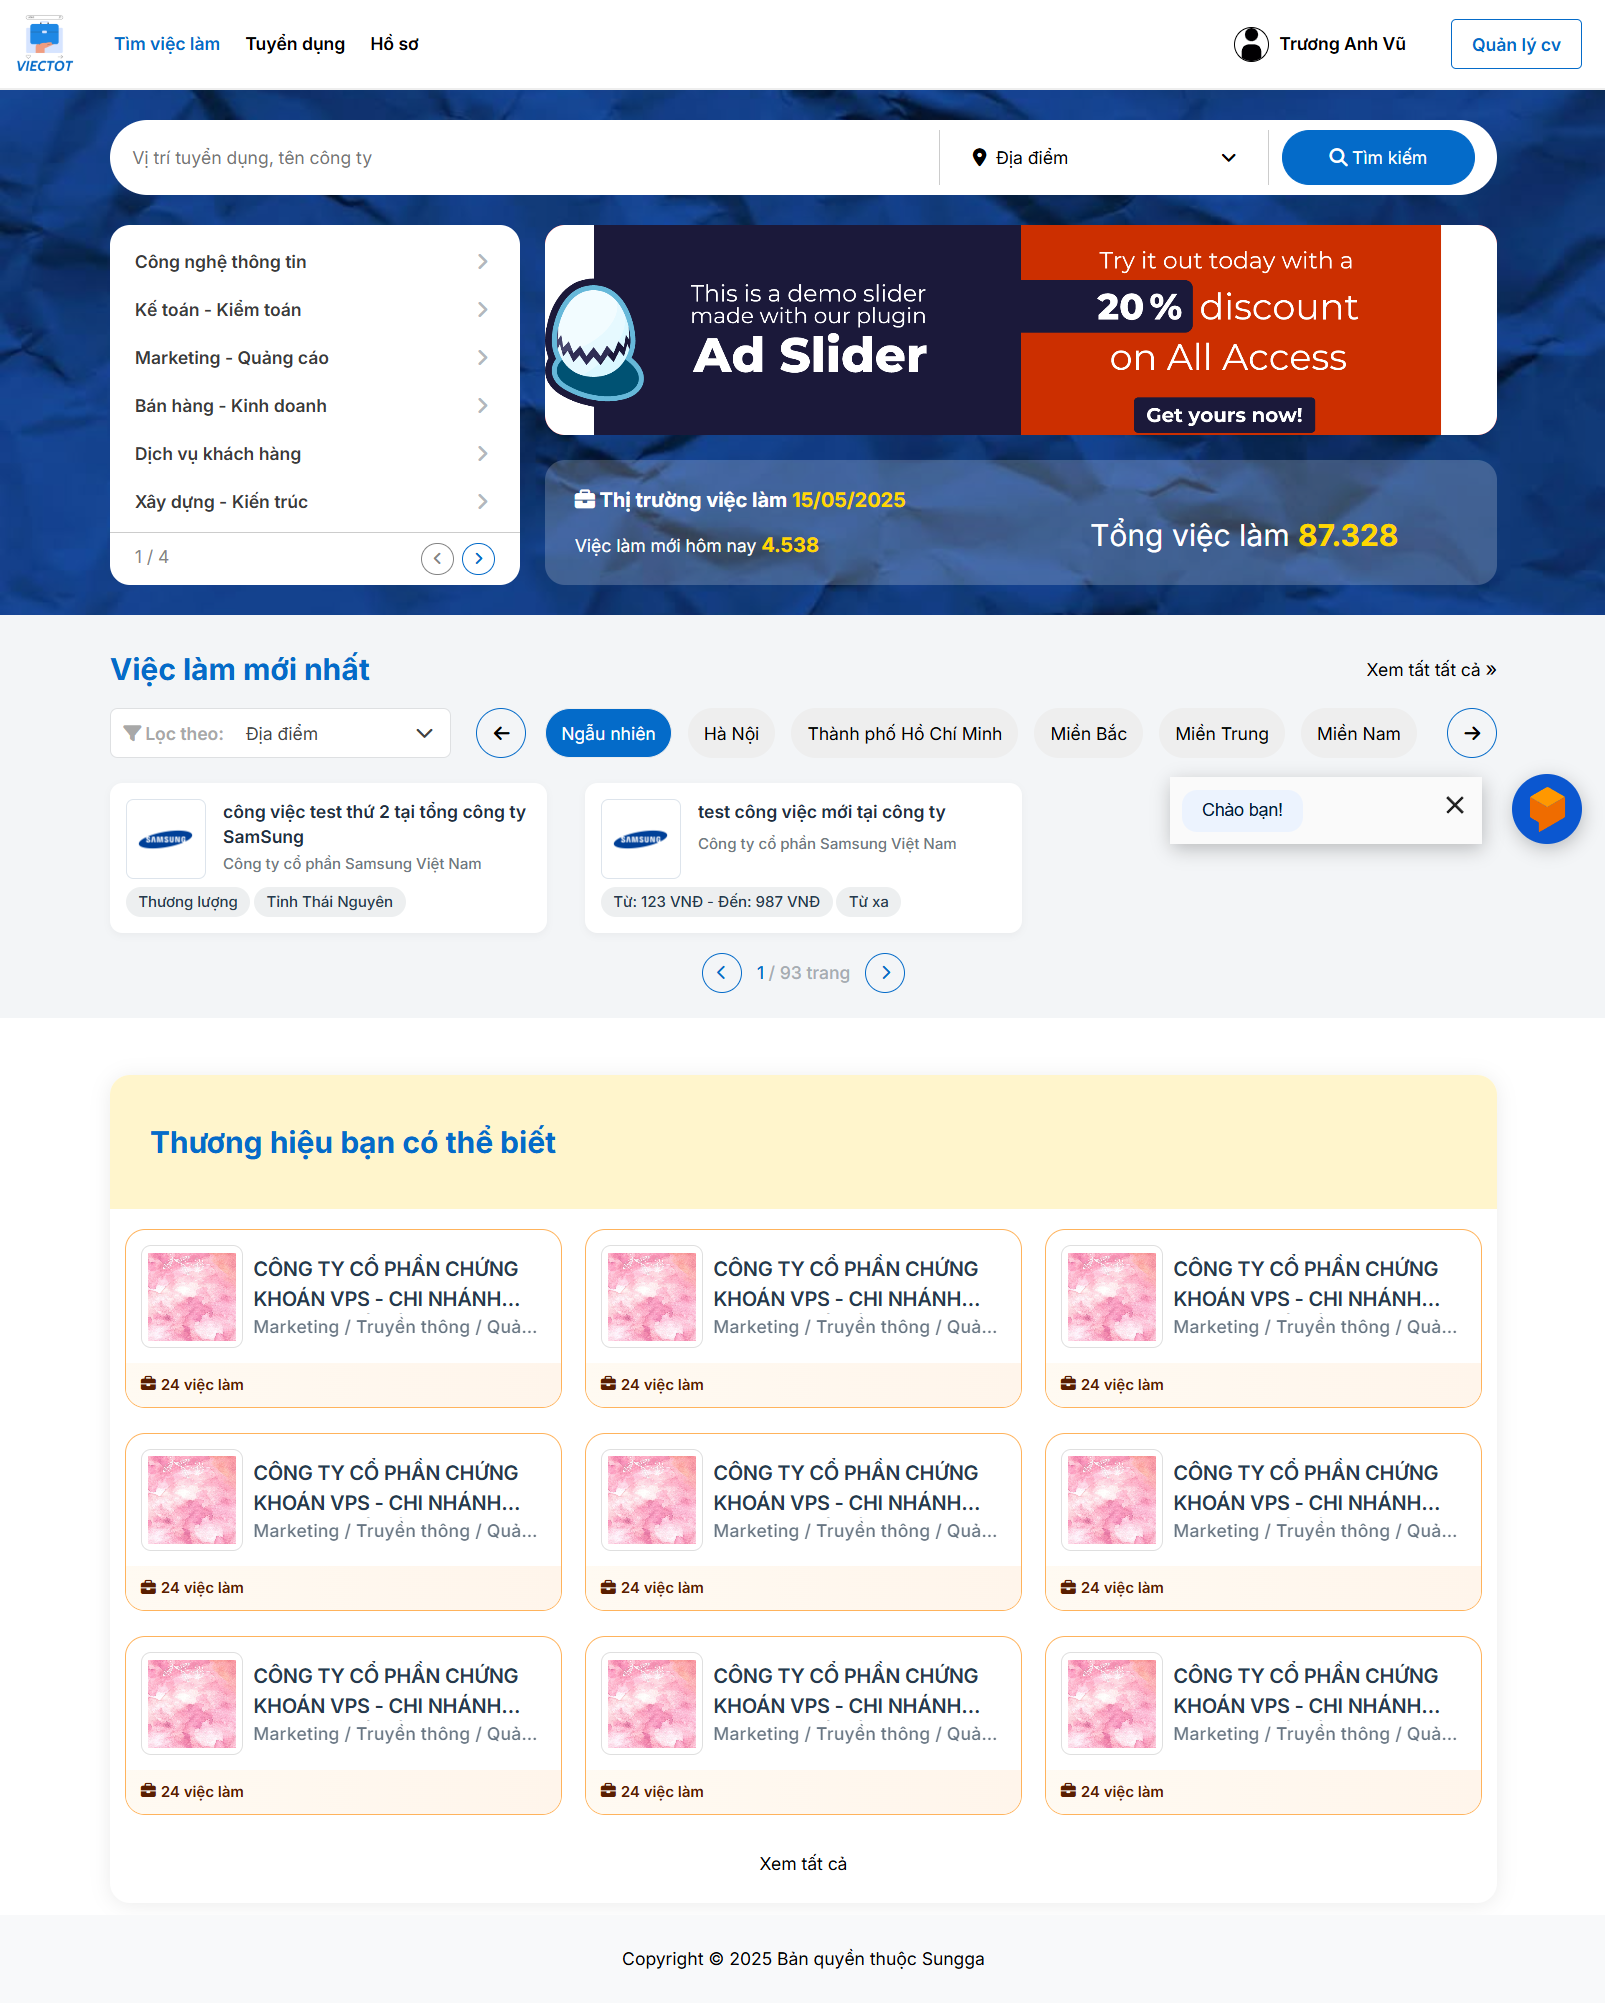 VIECTOT
Tìm việc làm
Tuyển dụng
Hồ sơ
Trương Anh Vũ
Quản lý cv
Vị trí tuyển dụng, tên công ty
Địa điểm
Tìm kiếm
Công nghệ thông tin
Kế toán - Kiểm toán
Marketing - Quảng cáo
Bán hàng - Kinh doanh
Dịch vụ khách hàng
Xây dựng - Kiến trúc
1 / 4
This is a demo slider
made with our plugin
Ad Slider
Try it out today with a
20% discount
on All Access
Get yours now!
Thị trường việc làm 15/05/2025
Việc làm mới hôm nay 4.538
Tổng việc làm 87.328
Việc làm mới nhất
Xem tất tất cả »
Lọc theo:
Địa điểm
Ngẫu nhiên
Hà Nội
Thành phố Hồ Chí Minh
Miền Bắc
Miền Trung
Miền Nam
SAMSUNG
công việc test thứ 2 tại tổng công ty
SamSung
Công ty cổ phần Samsung Việt Nam
Thương lượng
Tỉnh Thái Nguyên
SAMSUNG
test công việc mới tại công ty
Công ty cổ phần Samsung Việt Nam
Từ: 123 VNĐ - Đến: 987 VNĐ
Từ xa
Chào bạn!
1 / 93 trang
Thương hiệu bạn có thể biết
CÔNG TY CỔ PHẦN CHỨNG
KHOÁN VPS - CHI NHÁNH...
Marketing / Truyền thông / Quả...
24 việc làm
CÔNG TY CỔ PHẦN CHỨNG
KHOÁN VPS - CHI NHÁNH...
Marketing / Truyền thông / Quả...
24 việc làm
CÔNG TY CỔ PHẦN CHỨNG
KHOÁN VPS - CHI NHÁNH...
Marketing / Truyền thông / Quả...
24 việc làm
CÔNG TY CỔ PHẦN CHỨNG
KHOÁN VPS - CHI NHÁNH...
Marketing / Truyền thông / Quả...
24 việc làm
CÔNG TY CỔ PHẦN CHỨNG
KHOÁN VPS - CHI NHÁNH...
Marketing / Truyền thông / Quả...
24 việc làm
CÔNG TY CỔ PHẦN CHỨNG
KHOÁN VPS - CHI NHÁNH...
Marketing / Truyền thông / Quả...
24 việc làm
CÔNG TY CỔ PHẦN CHỨNG
KHOÁN VPS - CHI NHÁNH...
Marketing / Truyền thông / Quả...
24 việc làm
CÔNG TY CỔ PHẦN CHỨNG
KHOÁN VPS - CHI NHÁNH...
Marketing / Truyền thông / Quả...
24 việc làm
CÔNG TY CỔ PHẦN CHỨNG
KHOÁN VPS - CHI NHÁNH...
Marketing / Truyền thông / Quả...
24 việc làm
Xem tất cả
Copyright © 2025 Bản quyền thuộc Sungga